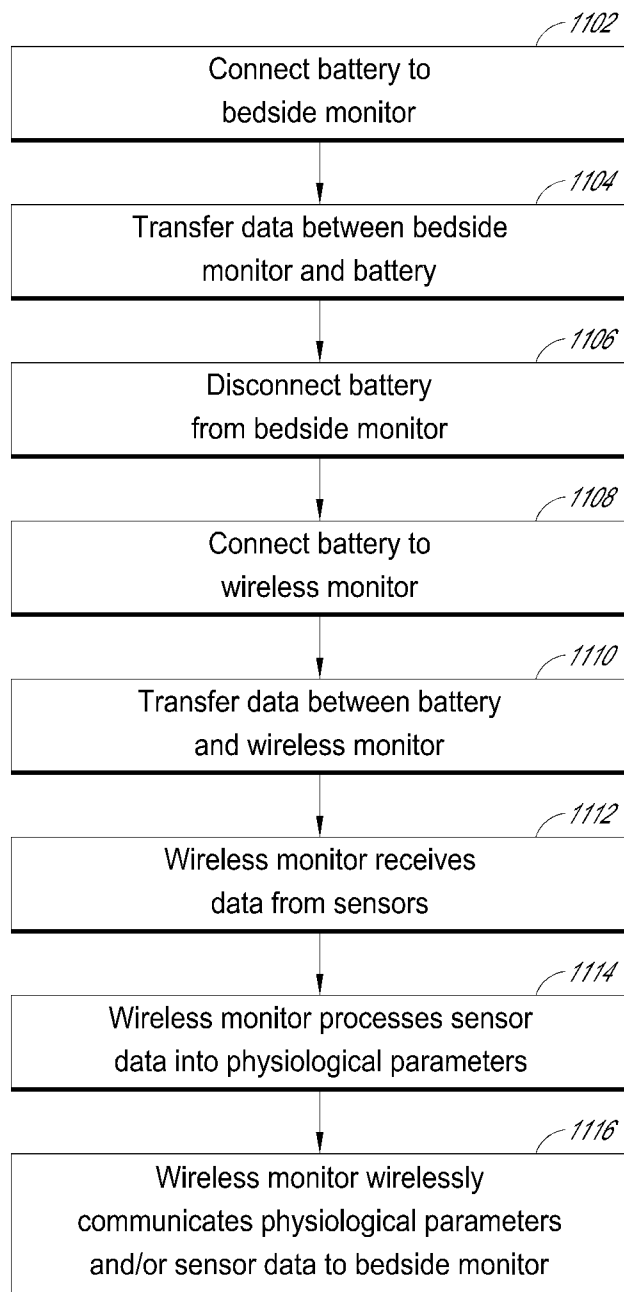 1102
Connect battery to
bedside monitor
1104
Transfer data between bedside
monitor and battery
1106
Disconnect battery
from bedside monitor
1108
Connect battery to
wireless monitor
1110
Transfer data between battery
and wireless monitor
1112
Wireless monitor receives
data from sensors
1114
Wireless monitor processes sensor
data into physiological parameters
1116
Wireless monitor wirelessly
communicates physiological parameters
and/or sensor data to bedside monitor